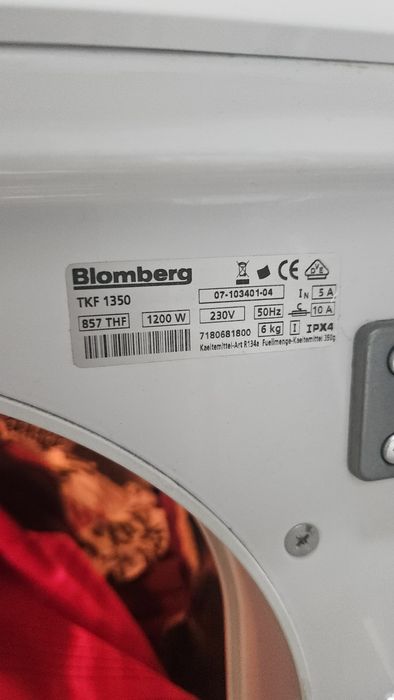 Blomberg
TKF 1350
07-103401-04 IN 5 A
857 THF 1200 W 230V 50Hz 10 A
7180681800 6 kg I IPX4
Kaeltemittel-Art R134a Fuellmenge-Kaeltemittel 350g